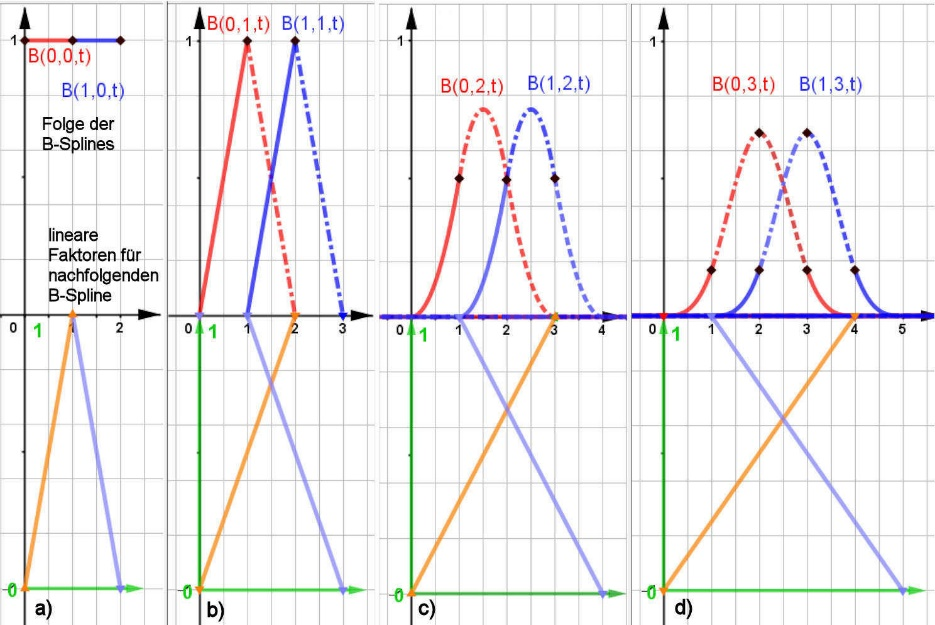 1
B(0,0,t)
B(1,0,t)
Folge der
B-Splines
lineare
Faktoren für
nachfolgenden
B-Spline
0 1 1 2
0
a)
B(0,1,t) B(1,1,t)
1
0 1 1 2 3
-1
0
b)
1
B(0,2,t) B(1,2,t)
0 1 1 2 3 4
0
c)
1
B(0,3,t) B(1,3,t)
0 1 1 2 3 4 5
-1
0
d)